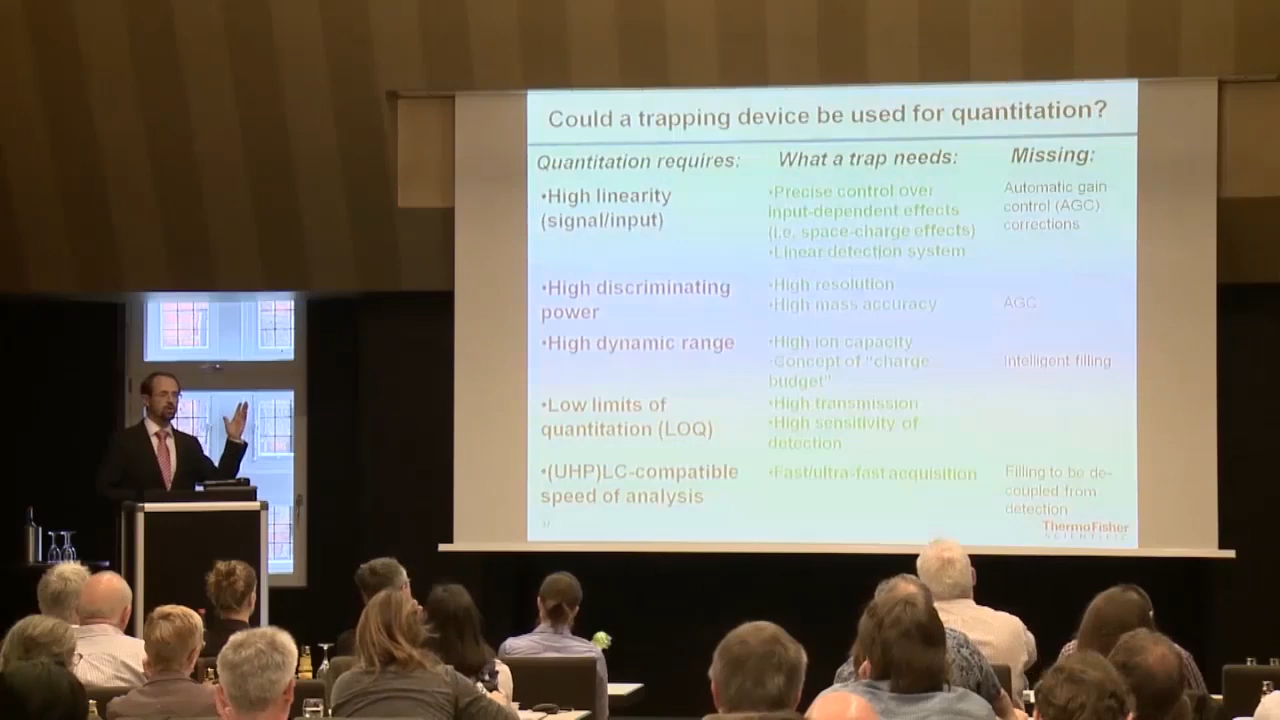 Could a trapping device be used for quantitation?
Quantitation requires:
What a trap needs:
Missing:
•High linearity
(signal/input)
•Precise control over
input-dependent effects
(i.e. space-charge effects)
•Linear detection system
Automatic gain
control (AGC)
corrections
•High discriminating
power
•High resolution
•High mass accuracy
AGC
•High dynamic range
•High ion capacity
•Concept of "charge
budget"
Intelligent filling
•Low limits of
quantitation (LOQ)
•High transmission
•High sensitivity of
detection
•(UHP)LC-compatible
speed of analysis
•Fast/ultra-fast acquisition
Filling to be de-
coupled from
detection
ThermoFisher
SCIENTIFIC